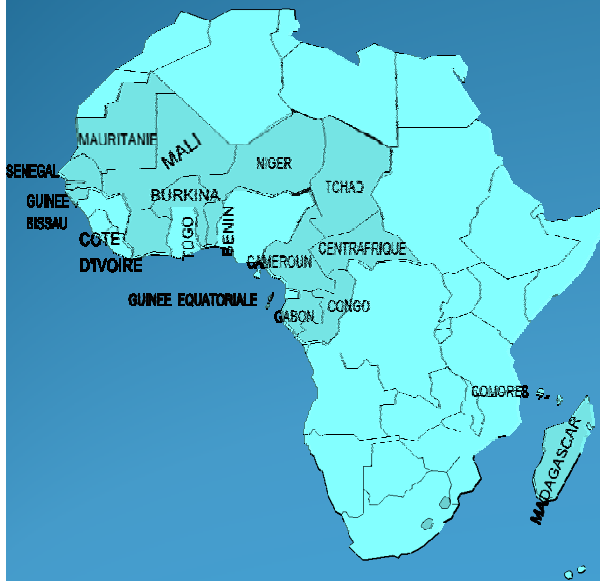 MAURITANIE
MALI
SENEGAL
NIGER
TCHAD
GUINEE
BISSAU
BURKINA
COTE
D'IVOIRE
TOGO
BENIN
CENTRAFRIQUE
CAMEROUN
GUINEE EQUATORIALE
GABON
CONGO
COMORES
MADAGASCAR